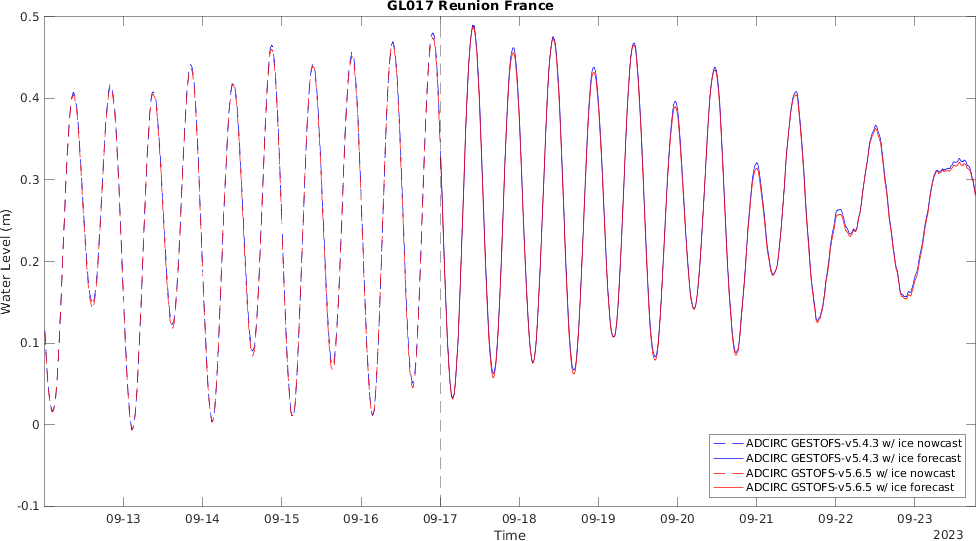 GL017 Reunion France
0.5
0.4
0.3
0.2
0.1
0
-0.1
Water Level (m)
09-13
09-14
09-15
09-16
09-17
09-18
09-19
09-20
09-21
09-22
09-23
Time
2023
ADCIRC GESTOFS-v5.4.3 w/ ice nowcast
ADCIRC GESTOFS-v5.4.3 w/ ice forecast
ADCIRC GSTOFS-v5.6.5 w/ ice nowcast
ADCIRC GSTOFS-v5.6.5 w/ ice forecast